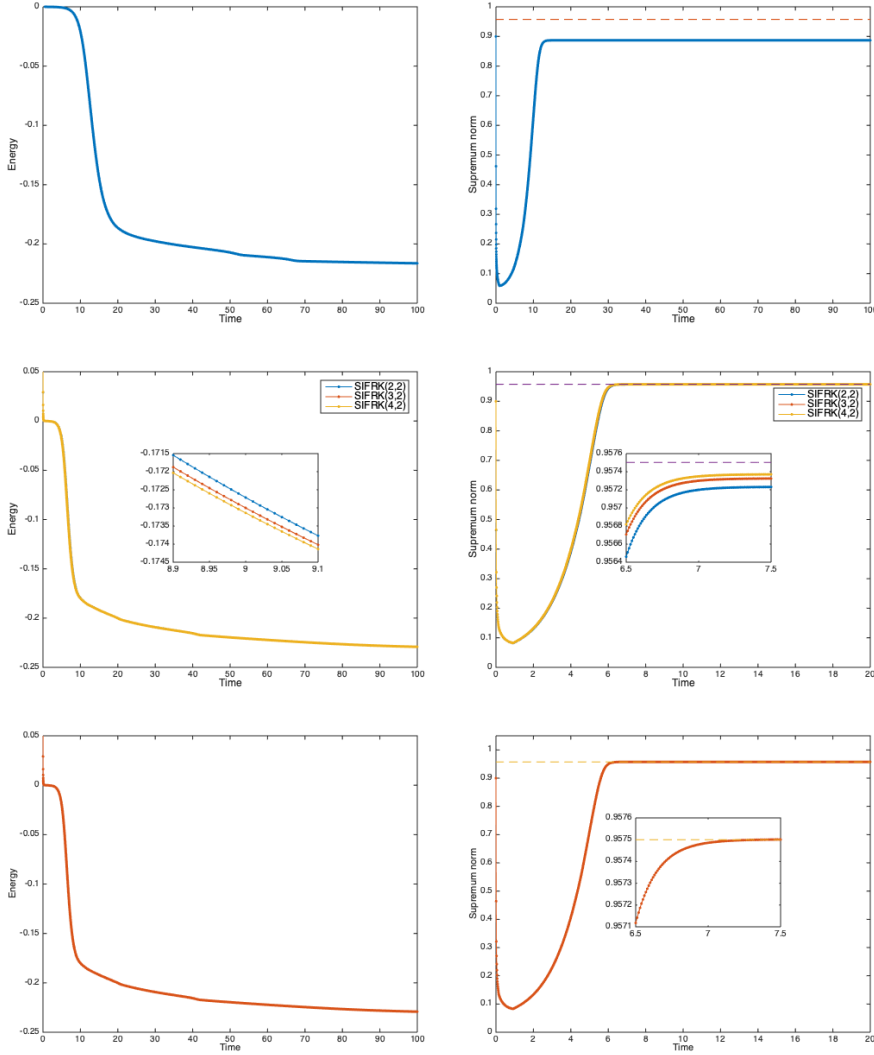 0
-0.05
-0.1
-0.15
-0.2
-0.25
Energy
0 10 20 30 40 50 60 70 80 90 100
Time
1
0.9
0.8
0.7
0.6
0.5
0.4
0.3
0.2
0.1
0
Supremum norm
0 10 20 30 40 50 60 70 80 90 100
Time
0.05
0
-0.05
-0.1
-0.15
-0.2
-0.25
Energy
SIFRK(2,2)
SIFRK(3,2)
SIFRK(4,2)
-0.1715
-0.172
-0.1725
-0.173
-0.1735
-0.174
-0.1745
8.9 8.95 9 9.05 9.1
0 10 20 30 40 50 60 70 80 90 100
Time
1
0.9
0.8
0.7
0.6
0.5
0.4
0.3
0.2
0.1
0
Supremum norm
SIFRK(2,2)
SIFRK(3,2)
SIFRK(4,2)
0.9576
0.9574
0.9572
0.957
0.9568
0.9566
0.9564
6.5 7 7.5
0 2 4 6 8 10 12 14 16 18 20
Time
0.05
0
-0.05
-0.1
-0.15
-0.2
-0.25
Energy
0 10 20 30 40 50 60 70 80 90 100
Time
1
0.9
0.8
0.7
0.6
0.5
0.4
0.3
0.2
0.1
0
Supremum norm
0.9576
0.9575
0.9574
0.9573
0.9572
0.9571
6.5 7 7.5
0 2 4 6 8 10 12 14 16 18 20
Time